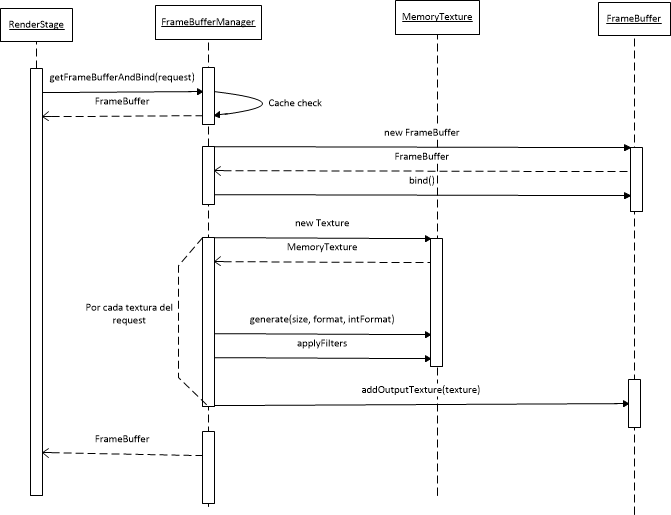 RenderStage
FrameBufferManager
MemoryTexture
FrameBuffer
getFrameBufferAndBind(request)
FrameBuffer
Cache check
new FrameBuffer
FrameBuffer
bind()
new Texture
MemoryTexture
Por cada textura del
request
generate(size, format, intFormat)
applyFilters
addOutputTexture(texture)
FrameBuffer